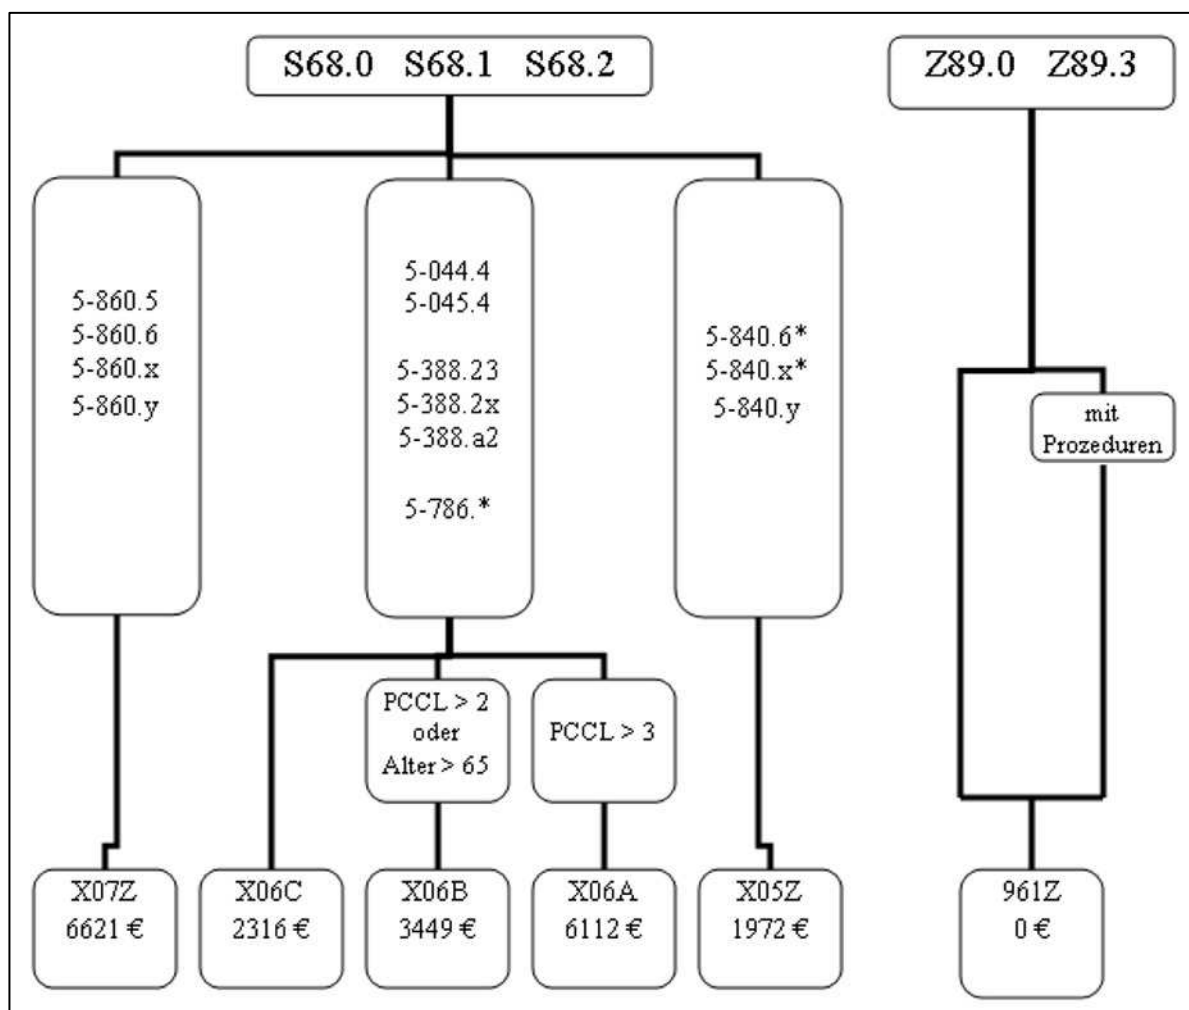 S68.0 S68.1 S68.2
Z89.0 Z89.3
5-860.5
5-860.6
5-860.x
5-860.y
5-044.4
5-045.4
5-388.23
5-388.2x
5-388.a2
5-786.*
5-840.6*
5-840.x*
5-840.y
mit
Prozeduren
PCCL > 2
oder
Alter > 65
PCCL > 3
X07Z
6621 €
X06C
2316 €
X06B
3449 €
X06A
6112 €
X05Z
1972 €
961Z
0 €